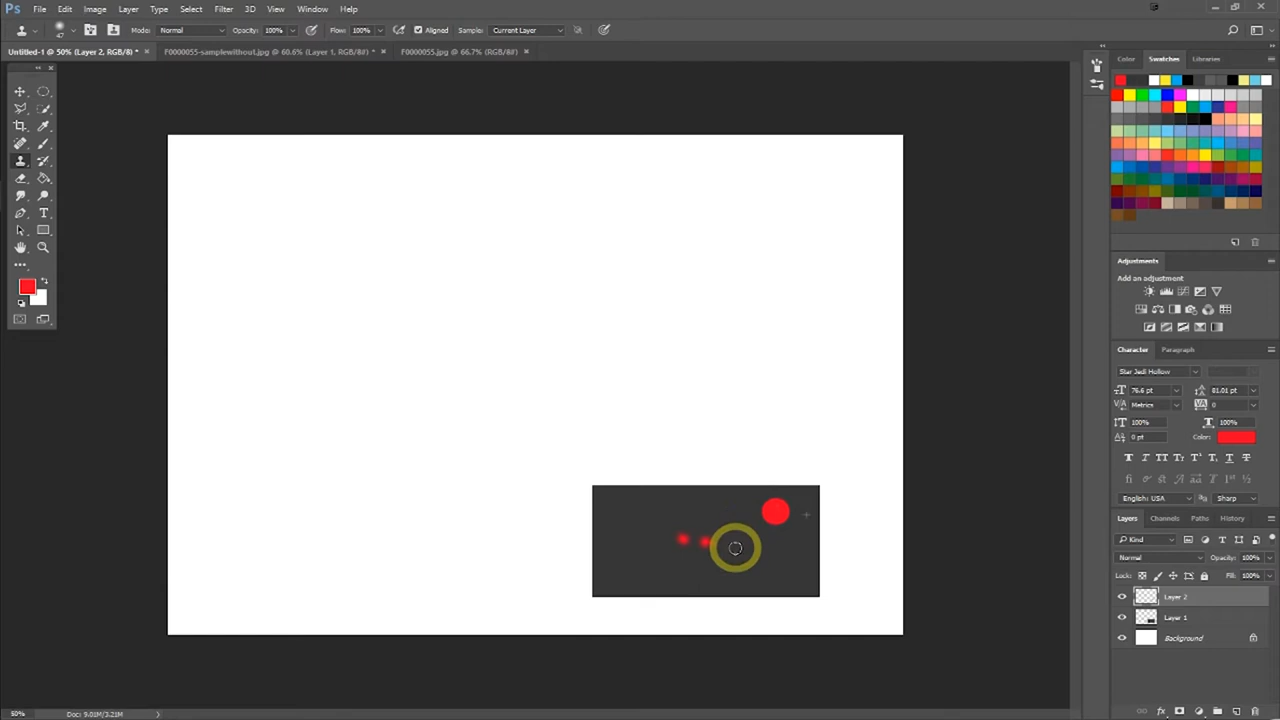 Ps File Edit Image Layer Type Select Filter 3D View Window Help
47 Mode: Normal Opacity: 100% Flow: 100% Aligned Sample: Current Layer
Untitled-1 @ 50% (Layer 2, RGB/8) * × F0000055-samplewithout.jpg @ 60.6% (Layer 1, RGB/8#) * × F0000055.jpg @ 66.7% (RGB/8#) ×
Color Swatches Libraries
Adjustments
Add an adjustment
Character Paragraph
Star Jedi Hollow
76.6 pt 81.01 pt
Metrics 0
100% 100%
0 pt Color:
English: USA Sharp
Layers Channels Paths History
Kind
Normal Opacity: 100%
Lock: Fill: 100%
Layer 2
Layer 1
Background
50% Doc: 9.01M/3.21M